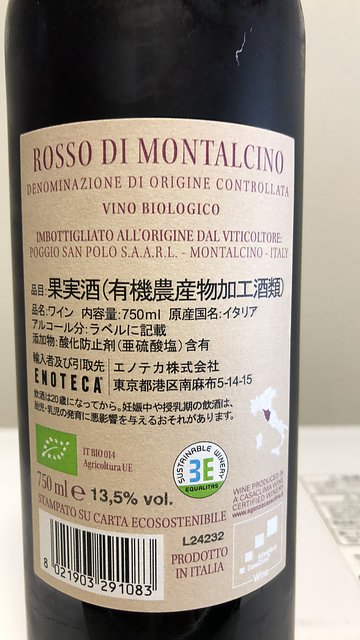 ROSSO DI MONTALCINO
DENOMINAZIONE DI ORIGINE CONTROLLATA
VINO BIOLOGICO
IMBOTTIGLIATO ALL'ORIGINE DAL VITICOLTORE:
POGGIO SAN POLO S.A.A.R.L. - MONTALCINO - ITALY
品目:果実酒(有機農産物加工酒類)
品名:ワイン 内容量:750ml 原産国名:イタリア
アルコール分:ラベルに記載
添加物:酸化防止剤(亜硫酸塩)含有
輸入者及び引取先 エノテカ株式会社
ENOTECA 東京都港区南麻布5-14-15
飲酒は20歳になってから。妊娠中や授乳期の飲酒は、
胎児・乳児の発育に悪影響を与えるおそれがあります。
IT BIO 014
Agricoltura UE
SUSTAINABLE WINERY
3E
EQUALITAS
750 ml ℮ 13,5% vol.
WINE PRODUCED IN
A CASACLIMA WINE
CERTIFIED WINERY
STAMPATO SU CARTA ECOSOSTENIBILE
L24232
PRODOTTO
IN ITALIA
8 021903 291083
Wine